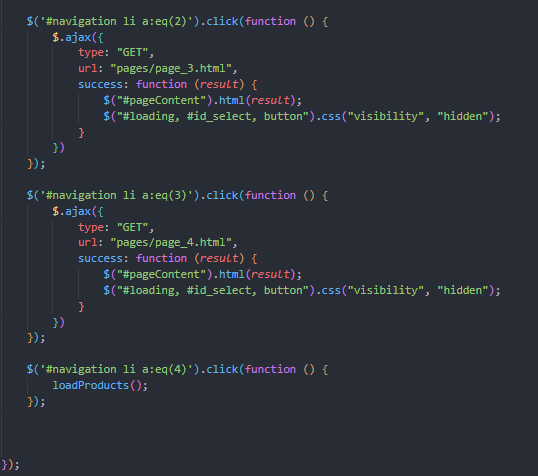 $('#navigation li a:eq(2)').click(function () {
$.ajax({
type: "GET",
url: "pages/page_3.html",
success: function (result) {
$("#pageContent").html(result);
$("#loading, #id_select, button").css("visibility", "hidden");
}
})
});
$('#navigation li a:eq(3)').click(function () {
$.ajax({
type: "GET",
url: "pages/page_4.html",
success: function (result) {
$("#pageContent").html(result);
$("#loading, #id_select, button").css("visibility", "hidden");
}
})
});
$('#navigation li a:eq(4)').click(function () {
loadProducts();
});
});